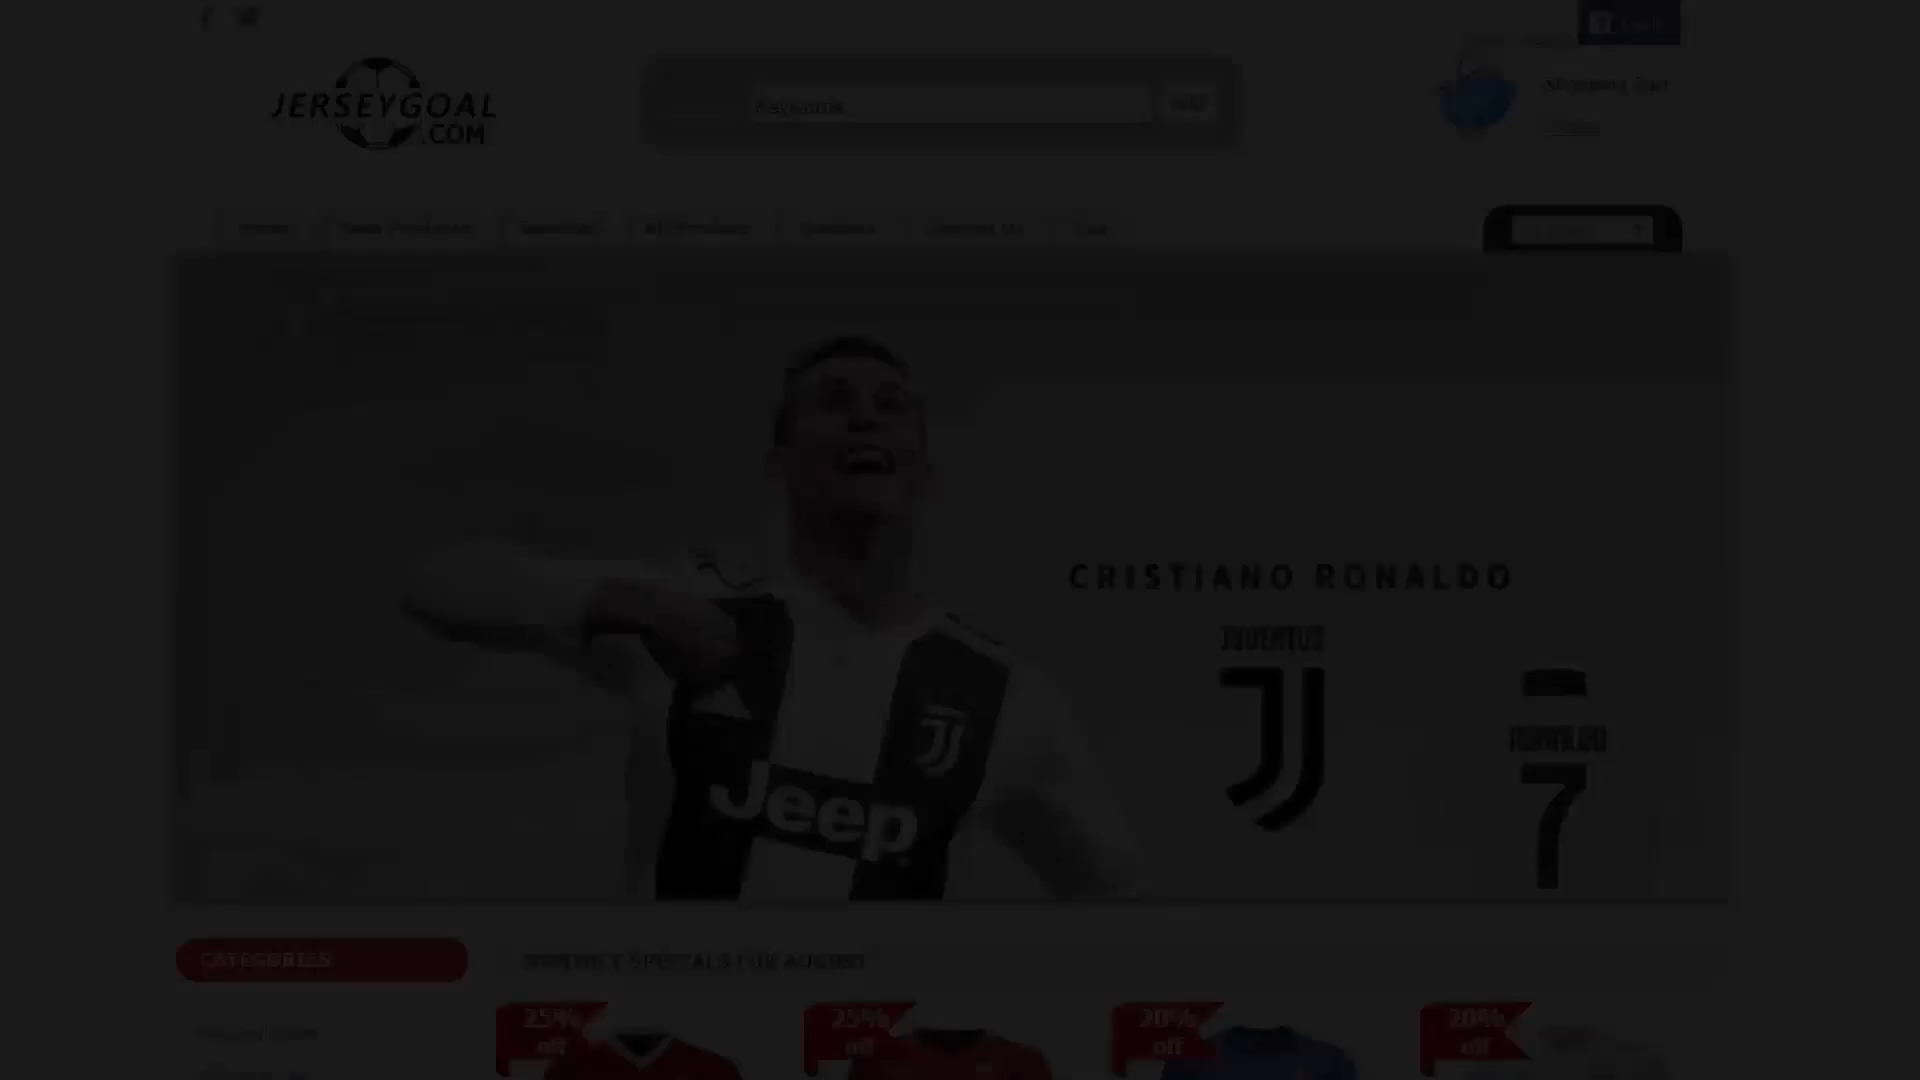 JERSEYGOAL
.COM
Keywords
Shopping Cart
Home
New Products
Specials
All Products
Contact Us
CRISTIANO RONALDO
JUVENTUS
RONALDO
7
Jeep
CATEGORIES
MONTHLY SPECIALS FOR AUGUST
25%
off
25%
off
20%
off
20%
off